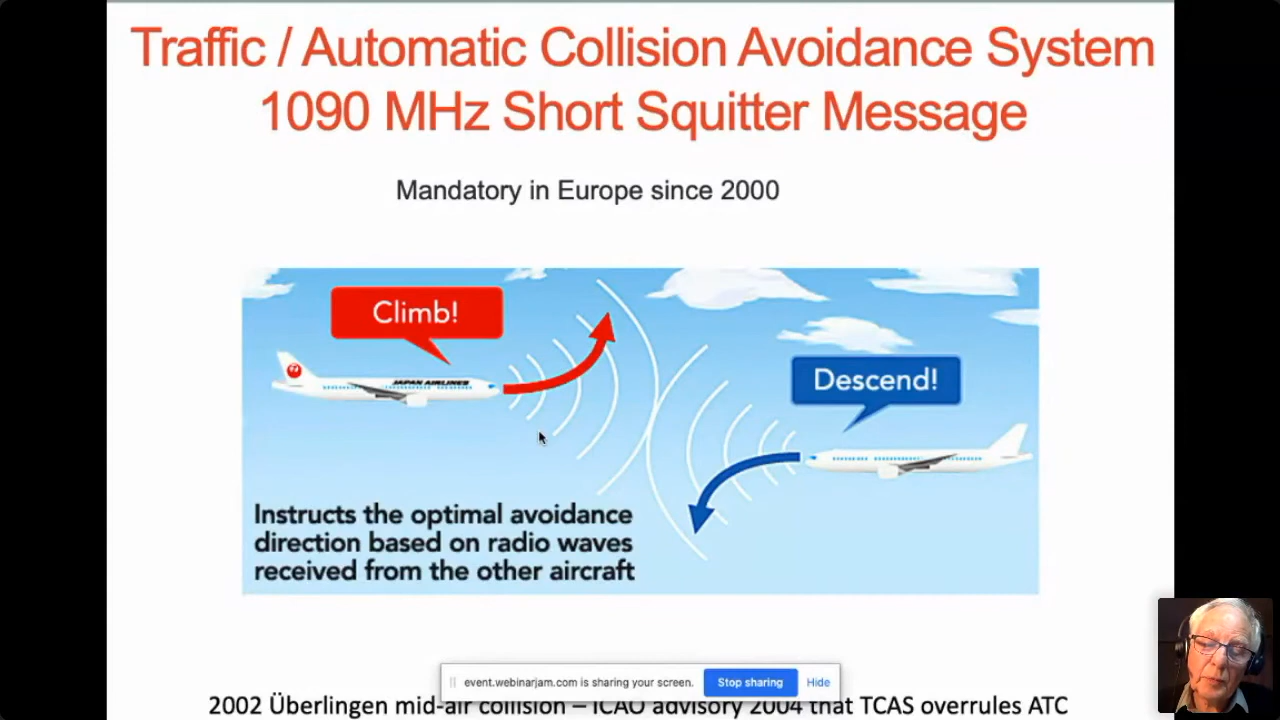 Traffic / Automatic Collision Avoidance System
1090 MHz Short Squitter Message
Mandatory in Europe since 2000
Climb!
JAPAN AIRLINES
Descend!
Instructs the optimal avoidance
direction based on radio waves
received from the other aircraft
event.webinarjam.com is sharing your screen.
Stop sharing
Hide
2002 Überlingen mid-air collision – ICAO advisory 2004 that TCAS overrules ATC